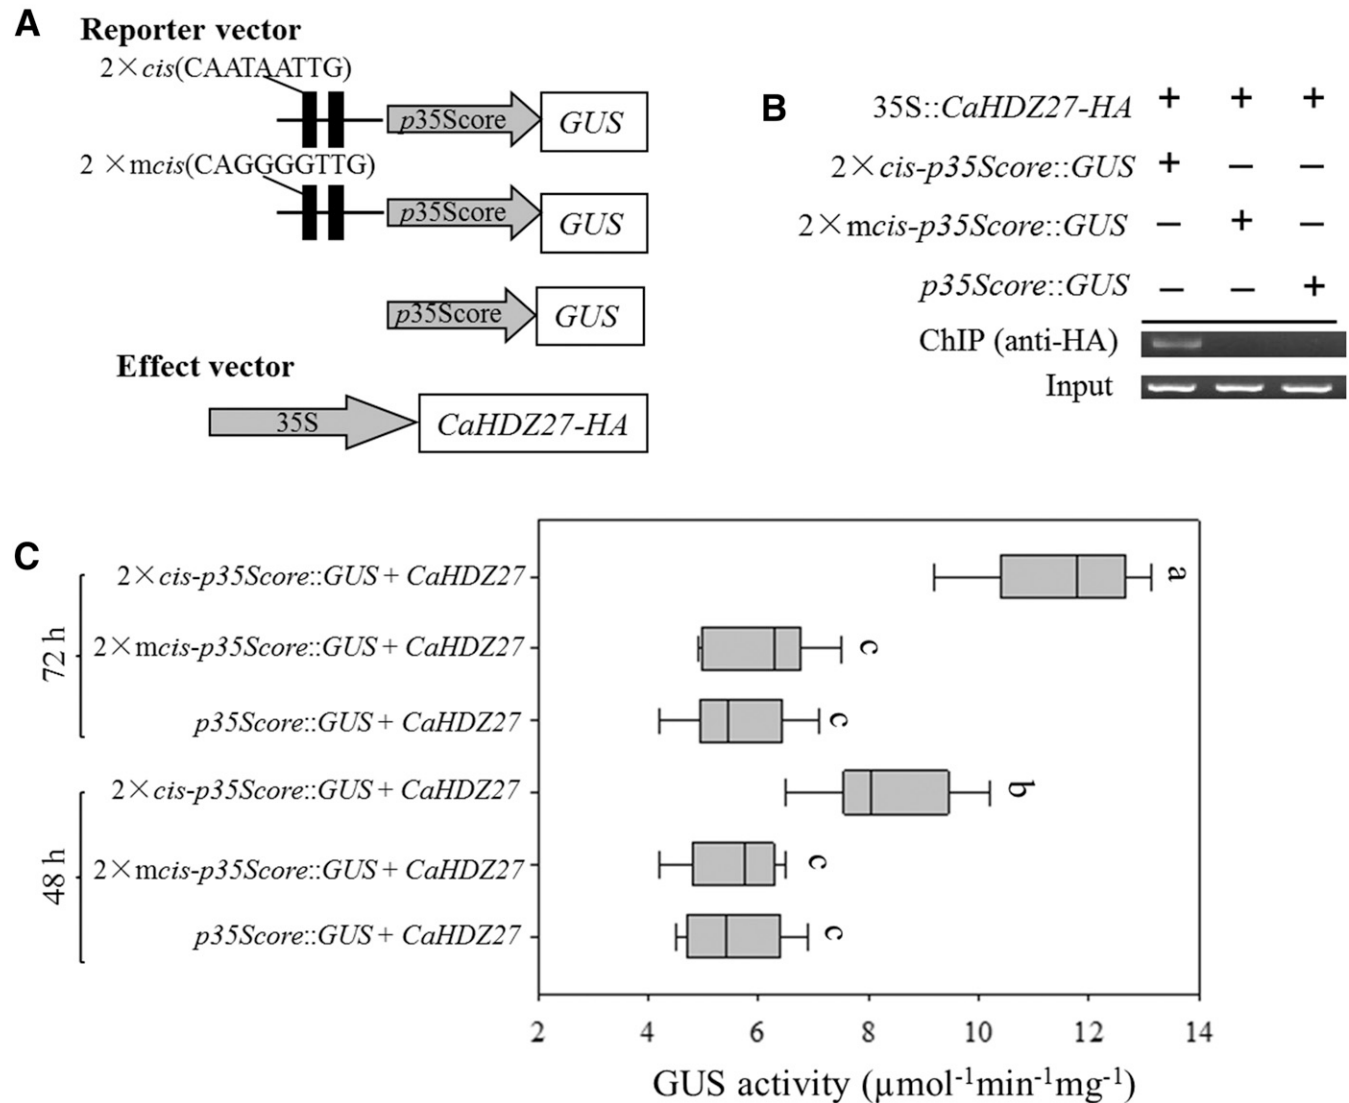 A
Reporter vector
2×cis(CAATAATTG)
p35Score GUS
2 ×mcis(CAGGGGTTG)
p35Score GUS
p35Score GUS
Effect vector
35S CaHDZ27-HA
B
35S::CaHDZ27-HA + + +
2×cis-p35Score::GUS + − −
2×mcis-p35Score::GUS − + −
p35Score::GUS − − +
ChIP (anti-HA)
Input
C
72 h
2×cis-p35Score::GUS + CaHDZ27 a
2×mcis-p35Score::GUS + CaHDZ27 c
p35Score::GUS + CaHDZ27 c
48 h
2×cis-p35Score::GUS + CaHDZ27 b
2×mcis-p35Score::GUS + CaHDZ27 c
p35Score::GUS + CaHDZ27 c
2 4 6 8 10 12 14
GUS activity (µmol⁻¹min⁻¹mg⁻¹)